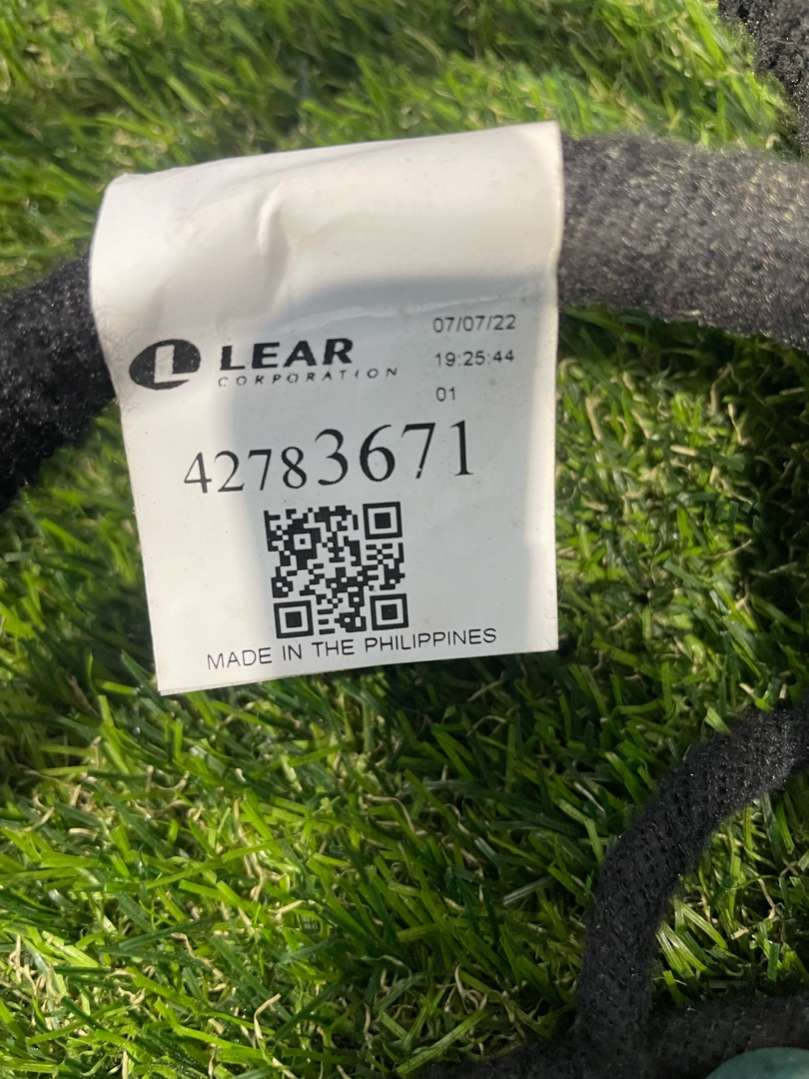 LEAR
CORPORATION
07/07/22
19:25:44
01
42783671
MADE IN THE PHILIPPINES